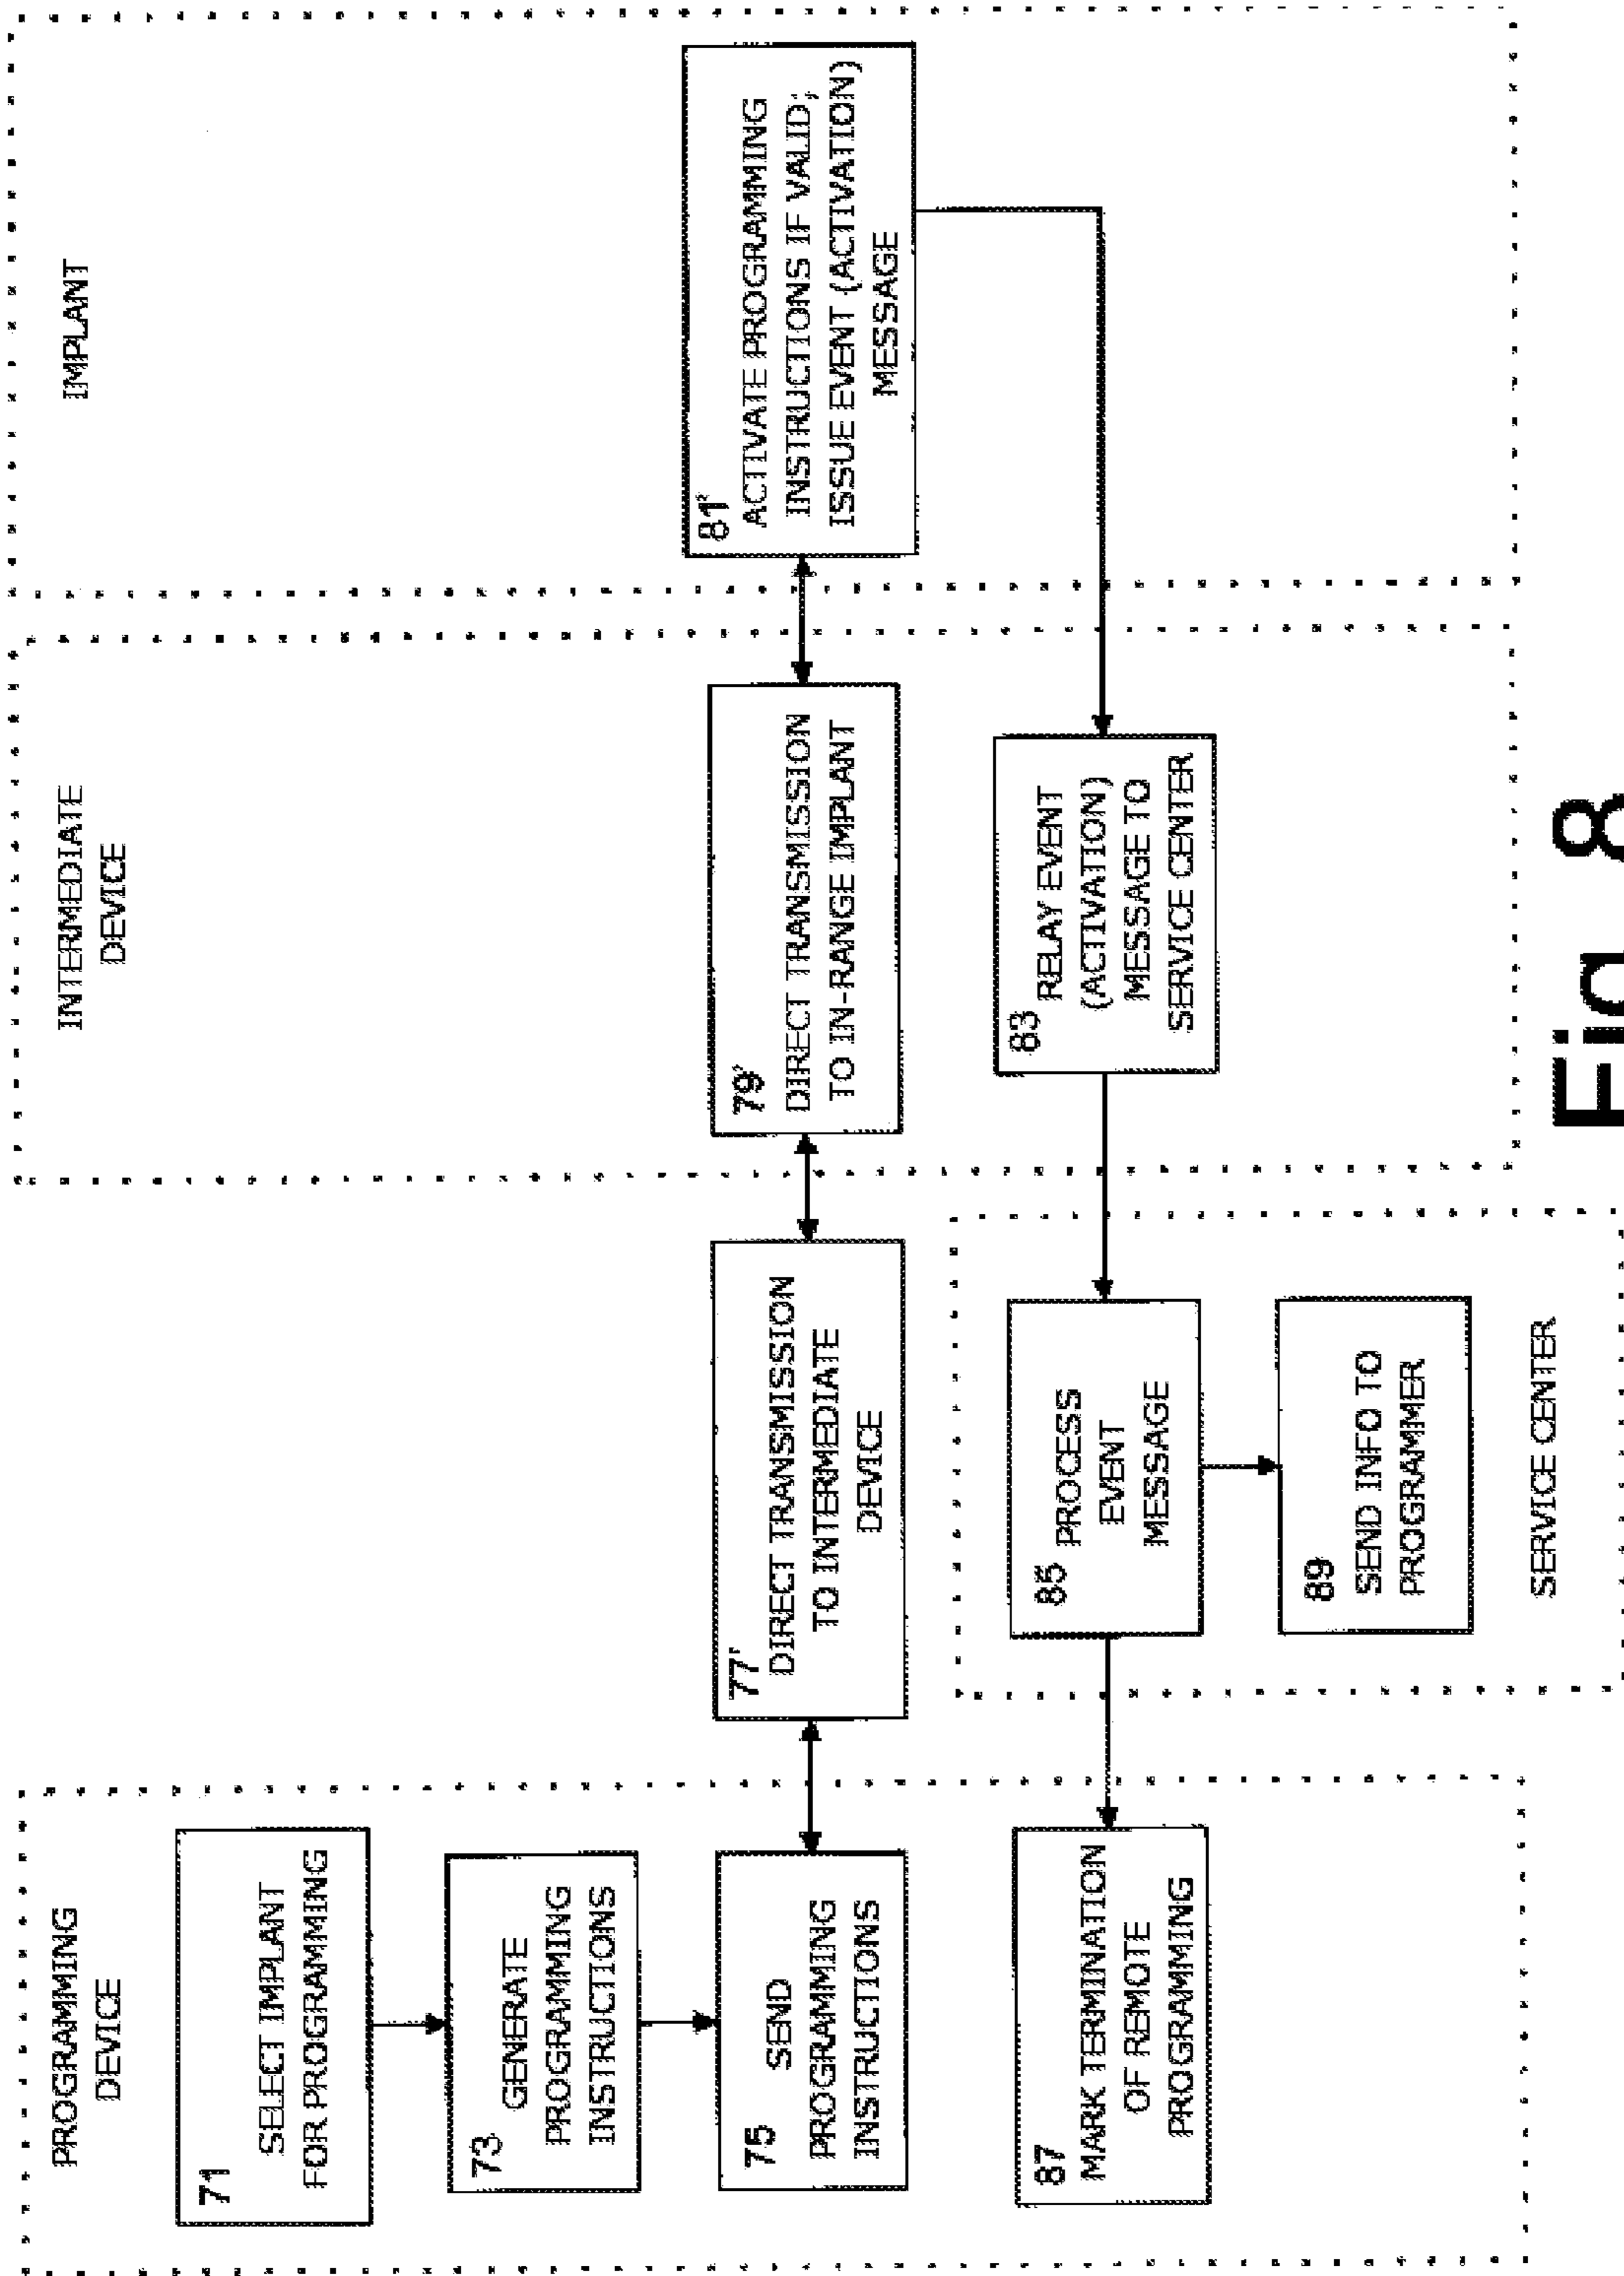 PROGRAMMING
DEVICE
71
SELECT IMPLANT
FOR PROGRAMMING
73
GENERATE
PROGRAMMING
INSTRUCTIONS
75
SEND
PROGRAMMING
INSTRUCTIONS
87
MARK TERMINATION
OF REMOTE
PROGRAMMING
77'
DIRECT TRANSMISSION
TO INTERMEDIATE
DEVICE
85
PROCESS
EVENT
MESSAGE
89
SEND INFO TO
PROGRAMMER
SERVICE CENTER
INTERMEDIATE
DEVICE
79'
DIRECT TRANSMISSION
TO IN-RANGE IMPLANT
83
RELAY EVENT
(ACTIVATION)
MESSAGE TO
SERVICE CENTER
IMPLANT
81'
ACTIVATE PROGRAMMING
INSTRUCTIONS IF VALID;
ISSUE EVENT (ACTIVATION)
MESSAGE
Fig. 8